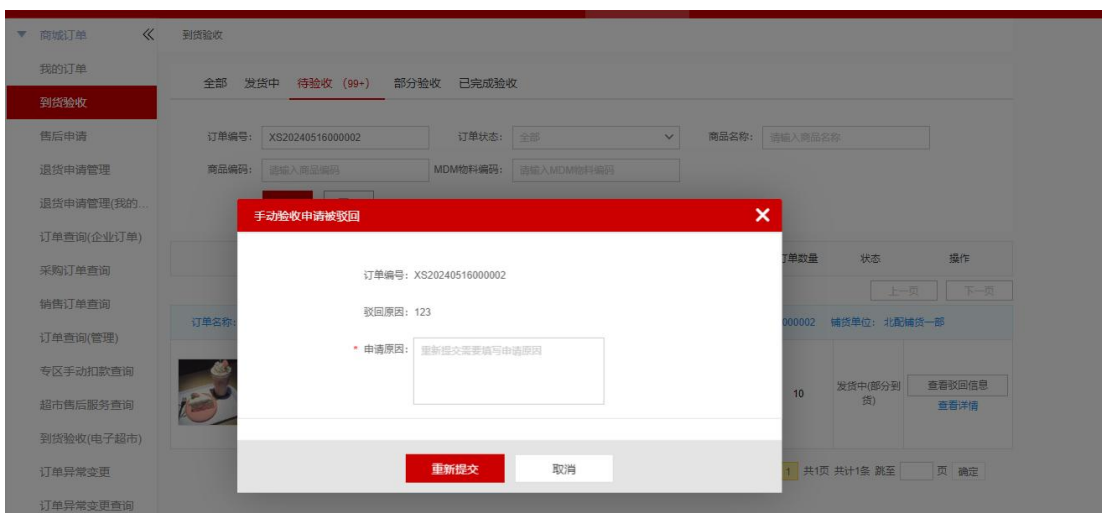 商城订单
到货验收
我的订单
到货验收
售后申请
退货申请管理
退货申请管理(我的...
订单查询(企业订单)
采购订单查询
销售订单查询
订单查询(管理)
专区手动扣款查询
超市售后服务查询
到货验收(电子超市)
订单异常变更
订单异常变更查询
全部 发货中 待验收 (99+) 部分验收 已完成验收
订单编号: XS20240516000002 订单状态: 全部 商品名称: 请输入商品名称
商品编码: 请输入商品编码 MDM物料编码: 请输入MDM物料编码
手动验收申请被驳回
订单编号: XS20240516000002
驳回原因: 123
* 申请原因: 重新提交需要填写申请原因
重新提交 取消
订单数量 状态 操作
上一页 下一页
订单名称: 000002 铺货单位: 北配铺货一部
10 发货中(部分到货) 查看驳回信息
查看详情
1 共1页 共计1条 跳至 页 确定